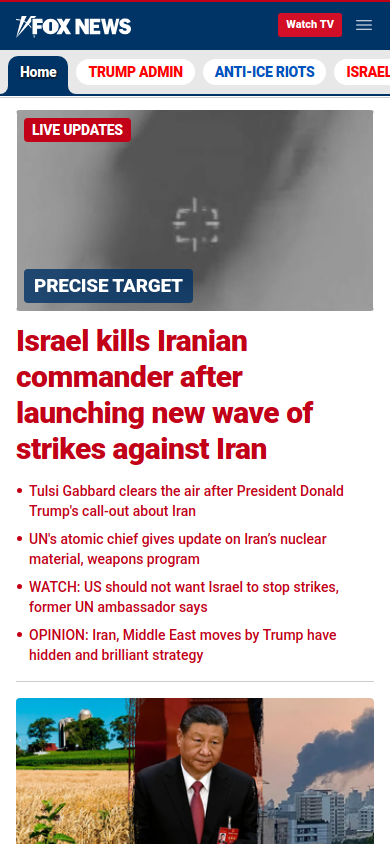 FOX NEWS
Watch TV
Home
TRUMP ADMIN
ANTI-ICE RIOTS
ISRAEL
LIVE UPDATES
PRECISE TARGET
Israel kills Iranian
commander after
launching new wave of
strikes against Iran
Tulsi Gabbard clears the air after President Donald
Trump's call-out about Iran
UN's atomic chief gives update on Iran’s nuclear
material, weapons program
WATCH: US should not want Israel to stop strikes,
former UN ambassador says
OPINION: Iran, Middle East moves by Trump have
hidden and brilliant strategy